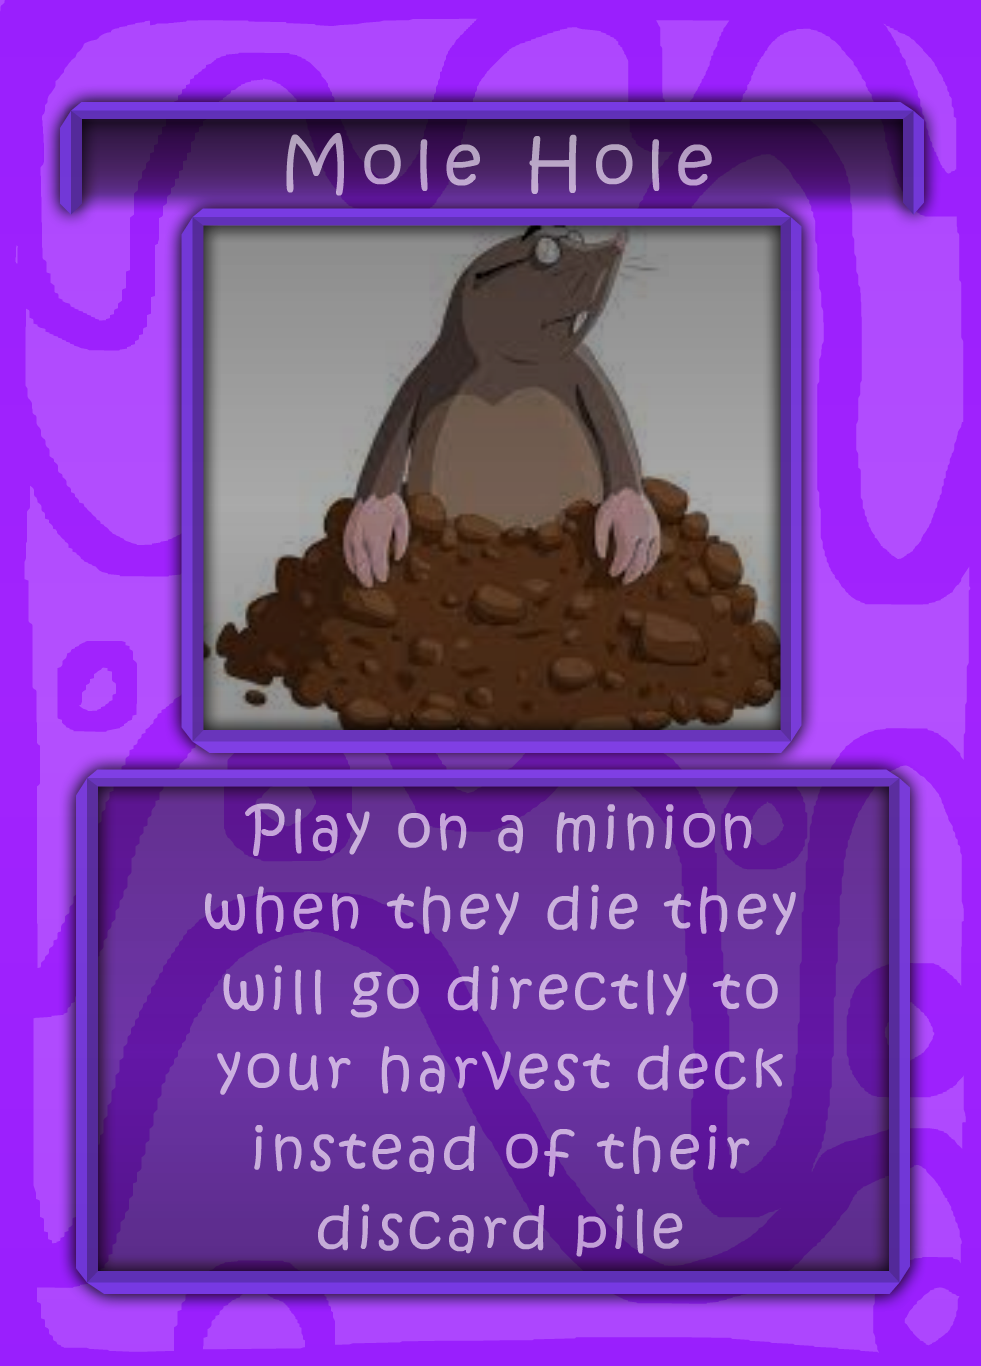 Mole Hole
Play on a minion
when they die they
will go directly to
your harvest deck
instead of their
discard pile